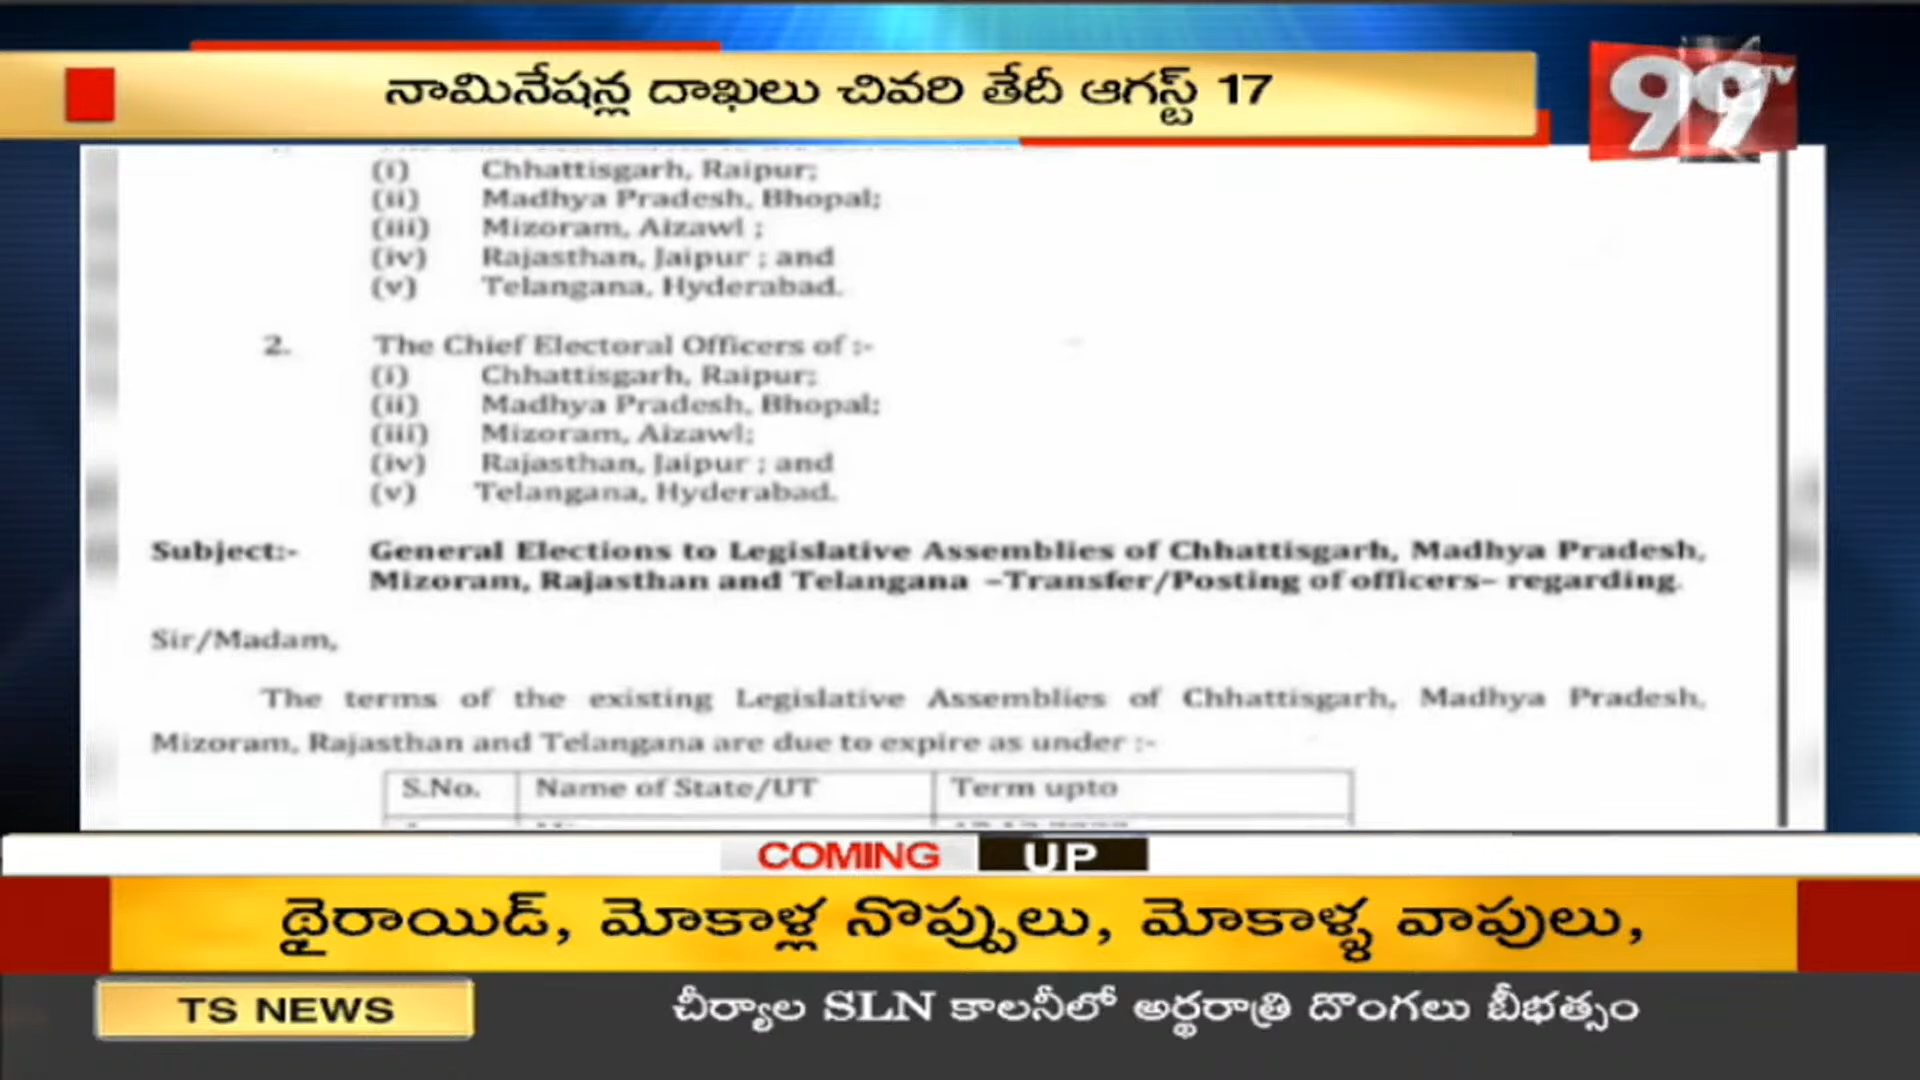 నామినేషన్ల దాఖలు చివరి తేదీ ఆగస్ట్ 17
99 TV
(i) Chhattisgarh, Raipur;
(ii) Madhya Pradesh, Bhopal;
(iii) Mizoram, Aizawl ;
(iv) Rajasthan, Jaipur ; and
(v) Telangana, Hyderabad.
2. The Chief Electoral Officers of :-
(i) Chhattisgarh, Raipur;
(ii) Madhya Pradesh, Bhopal;
(iii) Mizoram, Aizawl;
(iv) Rajasthan, Jaipur ; and
(v) Telangana, Hyderabad.
Subject:- General Elections to Legislative Assemblies of Chhattisgarh, Madhya Pradesh,
Mizoram, Rajasthan and Telangana –Transfer/Posting of officers– regarding.
Sir/Madam,
The terms of the existing Legislative Assemblies of Chhattisgarh, Madhya Pradesh,
Mizoram, Rajasthan and Telangana are due to expire as under :-
S.No. Name of State/UT Term upto
COMING UP
థైరాయిడ్, మోకాళ్ల నొప్పులు, మోకాళ్ళ వాపులు,
TS NEWS చీర్యాల SLN కాలనీలో అర్థరాత్రి దొంగలు బీభత్సం